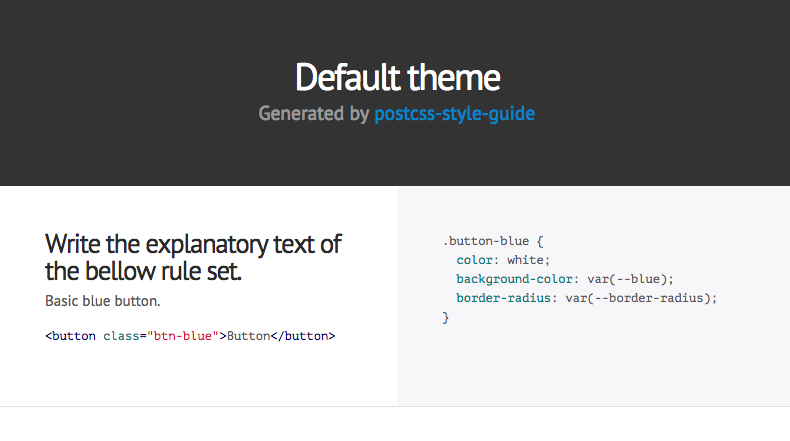 Default theme
Generated by postcss-style-guide
Write the explanatory text of
the bellow rule set.
Basic blue button.
<button class="btn-blue">Button</button>
.button-blue {
  color: white;
  background-color: var(--blue);
  border-radius: var(--border-radius);
}